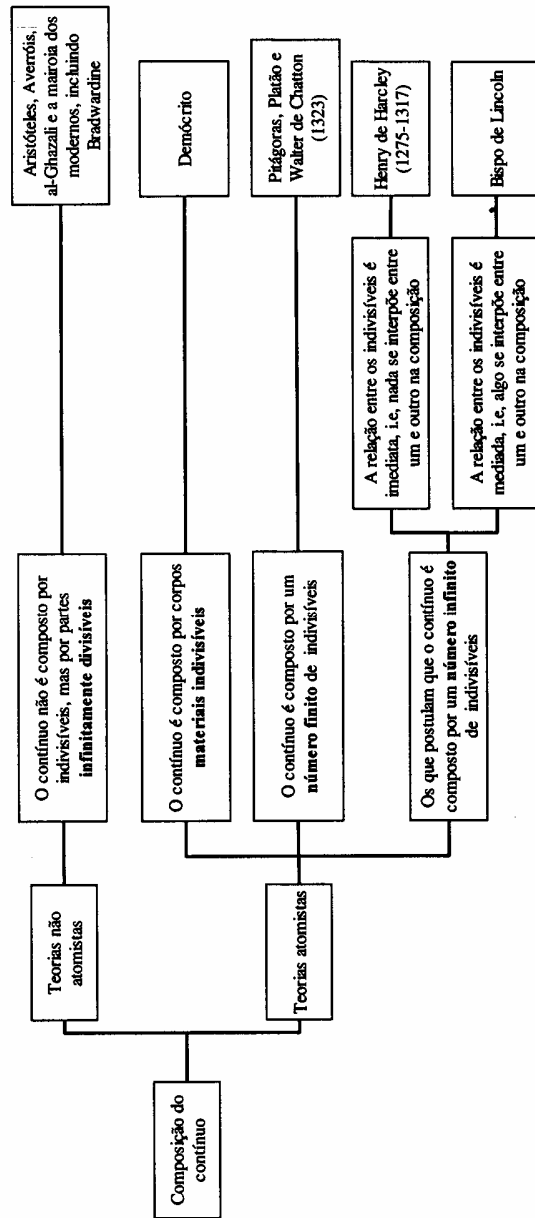 Composição do
contínuo
Teorias não
atomistas
Teorias atomistas
O contínuo não é composto por
indivisíveis, mas por partes
infinitamente divisíveis
O contínuo é composto por corpos
materiais indivisíveis
O contínuo é composto por um
número finito de indivisíveis
Os que postulam que o contínuo é
composto por um número infinito
de indivisíveis
A relação entre os indivisíveis é
imediata, i.e, nada se interpõe entre
um e outro na composição
A relação entre os indivisíveis é
mediada, i.e, algo se interpõe entre
um e outro na composição
Aristóteles, Averróis,
al-Ghazali e a mairoia dos
modernos, incluindo
Bradwardine
Demócrito
Pitágoras, Platão e
Walter de Chatton
(1323)
Henry de Harcley
(1275-1317)
Bispo de Lincoln